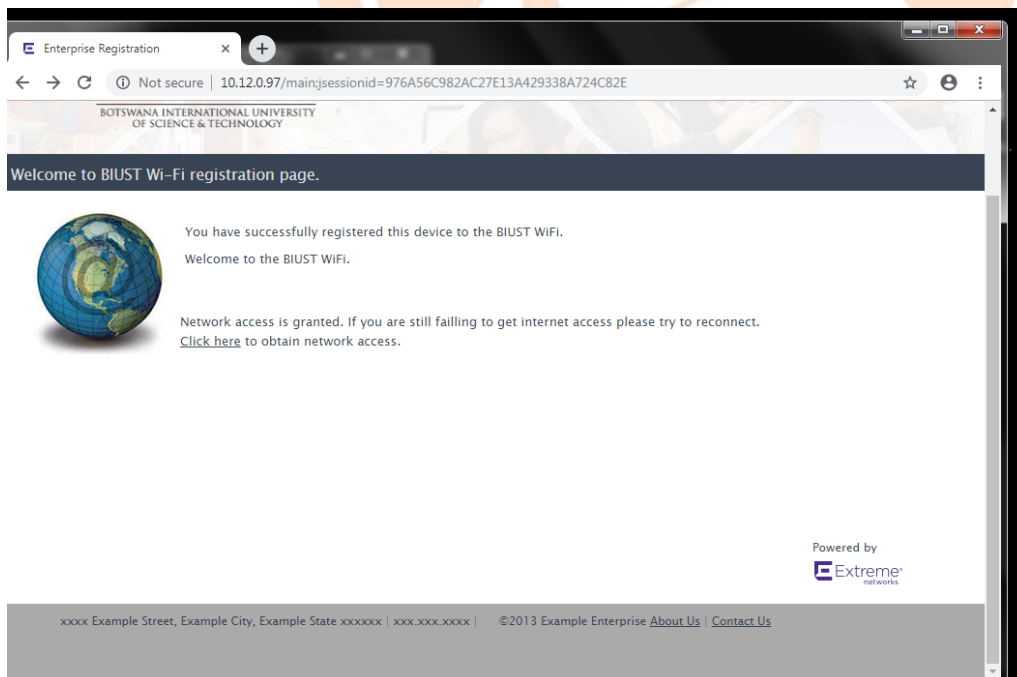 Enterprise Registration
Not secure | 10.12.0.97/main;jsessionid=976A56C982AC27E13A429338A724C82E
BOTSWANA INTERNATIONAL UNIVERSITY
OF SCIENCE & TECHNOLOGY
Welcome to BIUST Wi-Fi registration page.
You have successfully registered this device to the BIUST WiFi.
Welcome to the BIUST WiFi.
Network access is granted. If you are still failling to get internet access please try to reconnect.
Click here to obtain network access.
Powered by
Extreme
networks
xxxx Example Street, Example City, Example State xxxxxx | xxx.xxx.xxxx | ©2013 Example Enterprise About Us | Contact Us